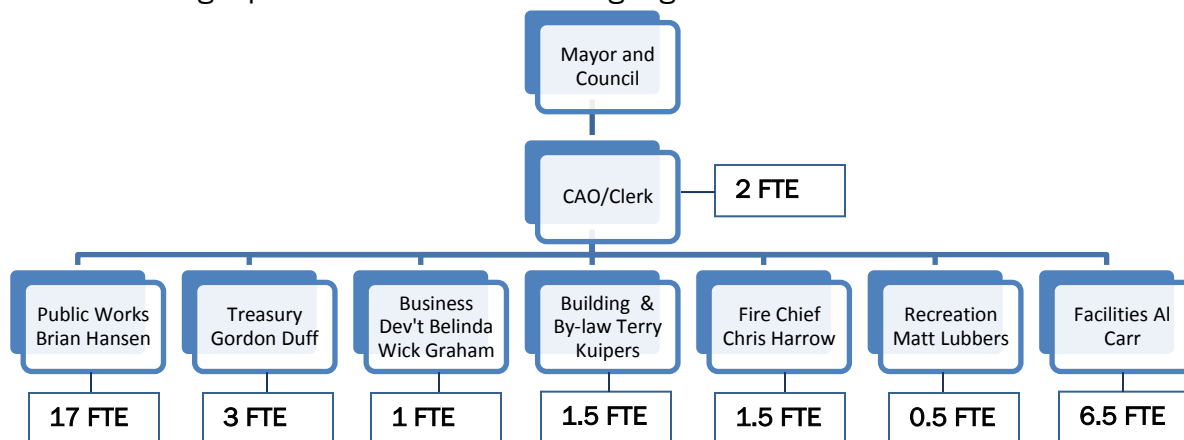 Mayor and
Council
CAO/Clerk
2 FTE
Public Works
Brian Hansen
Treasury
Gordon Duff
Business
Dev't Belinda
Wick Graham
Building &
By-law Terry
Kuipers
Fire Chief
Chris Harrow
Recreation
Matt Lubbers
Facilities Al
Carr
17 FTE
3 FTE
1 FTE
1.5 FTE
1.5 FTE
0.5 FTE
6.5 FTE